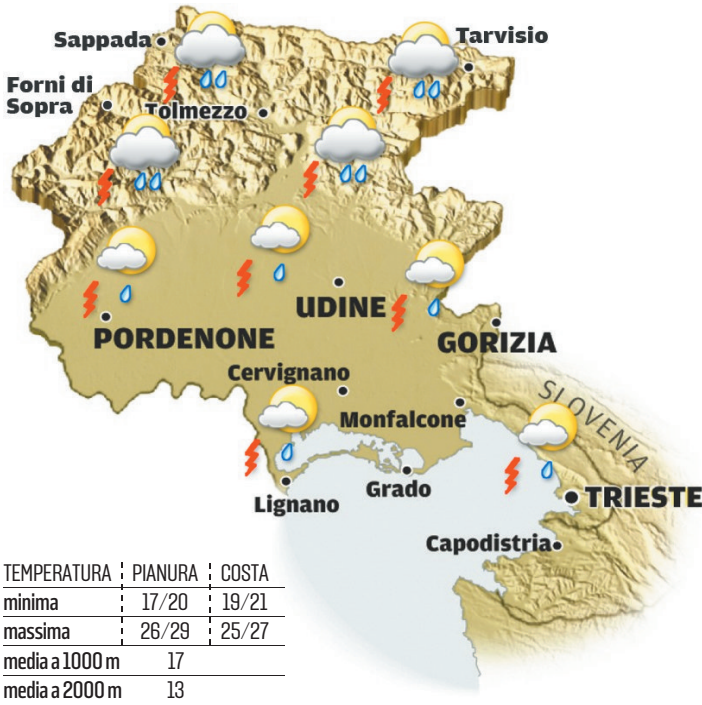 Sappada
Tarvisio
Forni di
Sopra
Tolmezzo
UDINE
PORDENONE
GORIZIA
Cervignano
SLOVENIA
Monfalcone
Grado
Lignano
TRIESTE
Capodistria
TEMPERATURA PIANURA COSTA
minima 17/20 19/21
massima 26/29 25/27
media a 1000 m 17
media a 2000 m 13